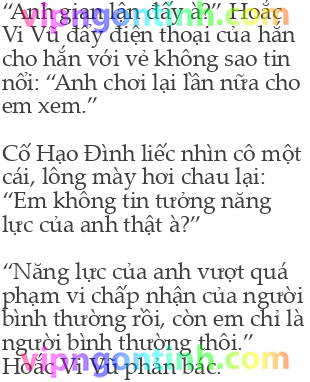 “Anh gian lận đấy à?” Hoắc
Vi Vũ đẩy điện thoại của hắn
cho hắn với vẻ không sao tin
nổi: “Anh chơi lại lần nữa cho
em xem.”
Cố Hạo Đình liếc nhìn cô một
cái, lông mày hơi chau lại:
“Em không tin tưởng năng
lực của anh thật à?”
“Năng lực của anh vượt quá
phạm vi chấp nhận của người
bình thường rồi, còn em chỉ là
người bình thường thôi.”
Hoắc Vi Vũ phản bác.
vipngontinh.com
vipngontinh.com